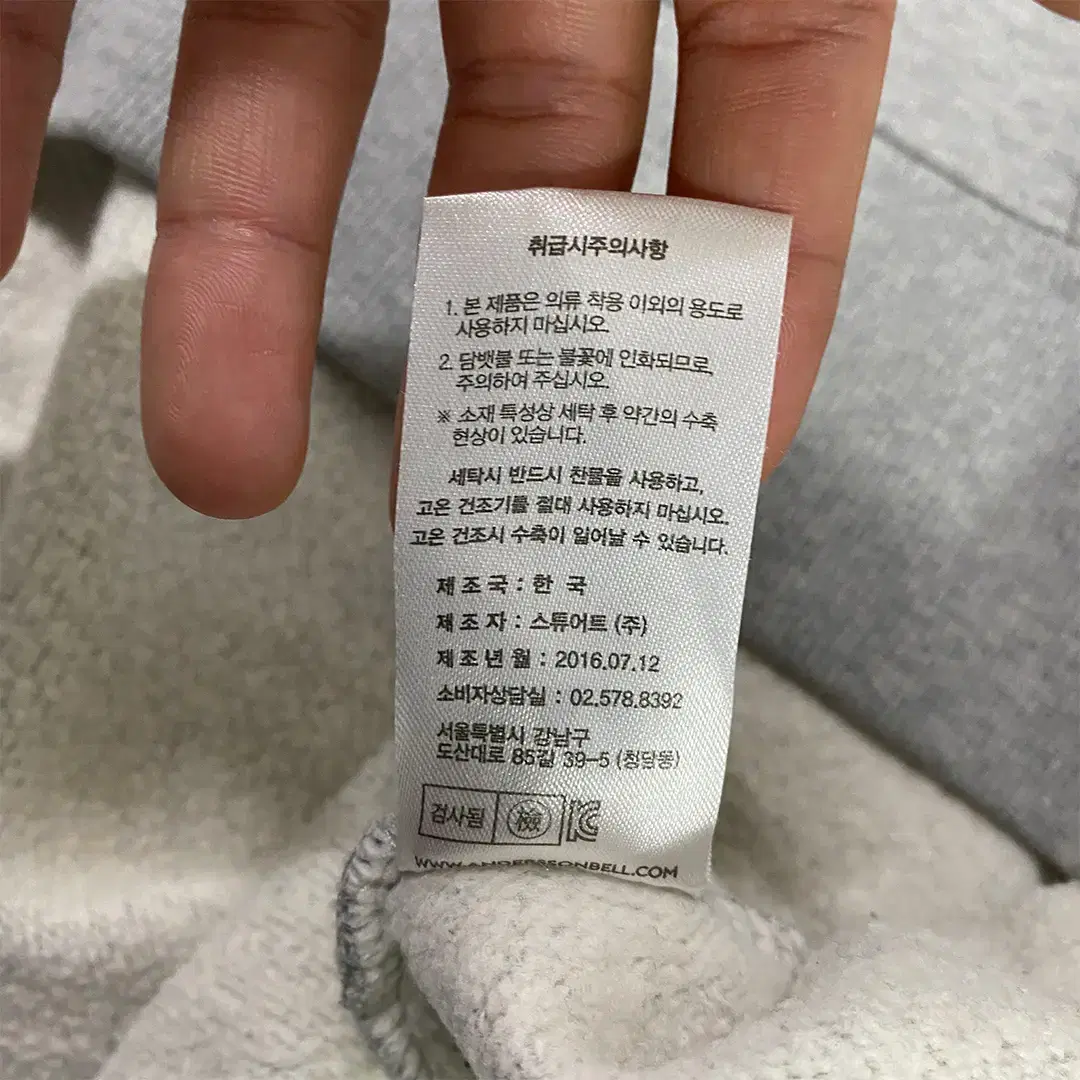 취급시주의사항
1. 본 제품은 의류 착용 이외의 용도로
사용하지 마십시오.
2. 담뱃불 또는 불꽃에 인화되므로,
주의하여 주십시오.
※ 소재 특성상 세탁 후 약간의 수축
현상이 있습니다.
세탁시 반드시 찬물을 사용하고,
고온 건조기를 절대 사용하지 마십시오.
고온 건조시 수축이 일어날 수 있습니다.
제 조 국 : 한 국
제 조 자 : 스튜어트 (주)
제 조 년 월 : 2016.07.12
소비자상담실 : 02.578.8392
서울특별시 강남구
도산대로 85길 39-5 (청담동)
검사됨
WWW.ANDERSSONBELL.COM